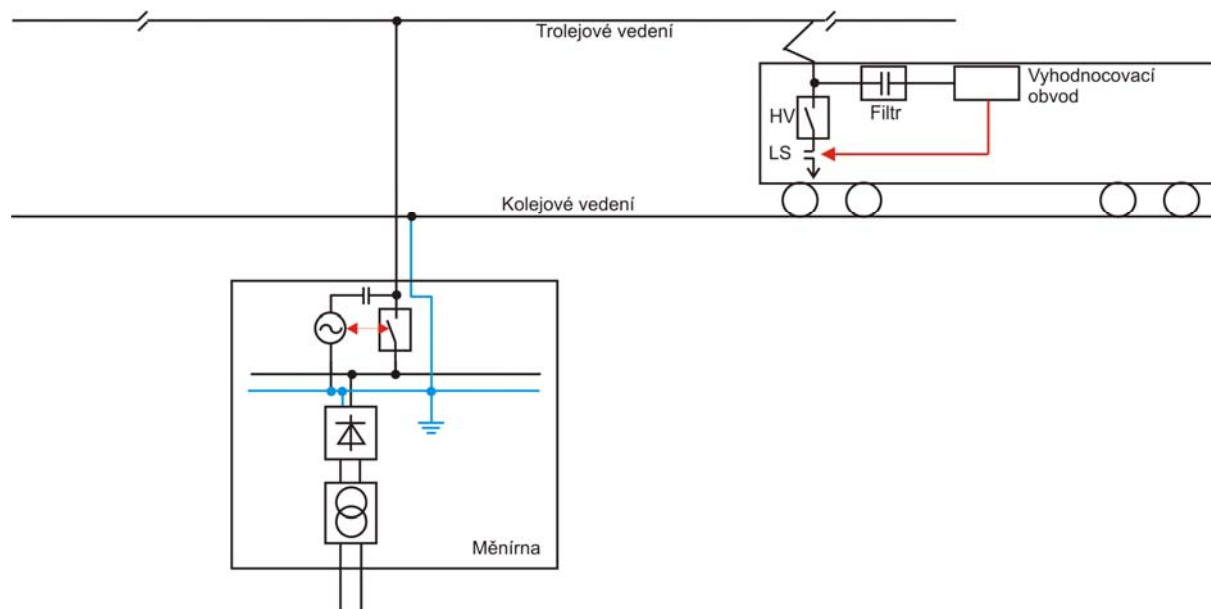 Trolejové vedení
Vyhodnocovací
obvod
Filtr
HV
LS
Kolejové vedení
Měnírna